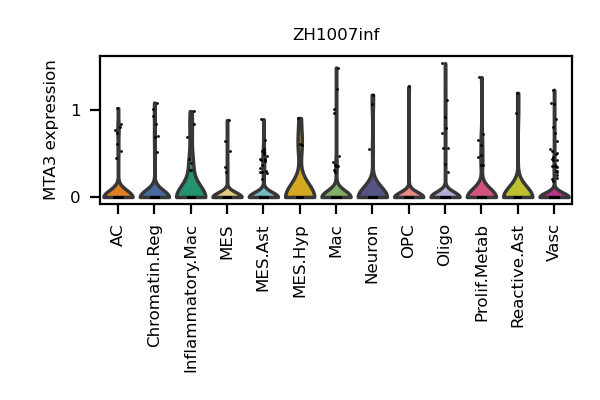 ZH1007inf
MTA3 expression
1
0
AC
Chromatin.Reg
Inflammatory.Mac
MES
MES.Ast
MES.Hyp
Mac
Neuron
OPC
Oligo
Prolif.Metab
Reactive.Ast
Vasc